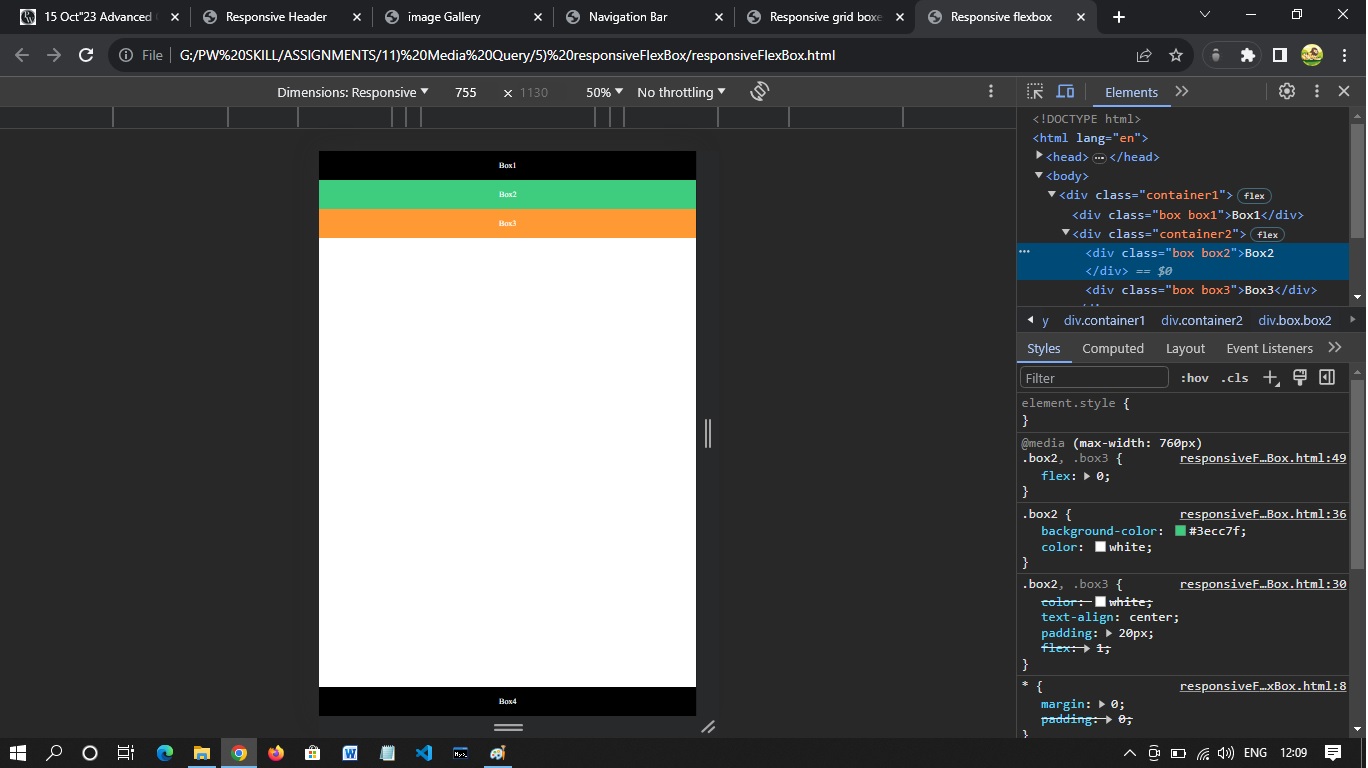 15 Oct"23 Advanced
Responsive Header
image Gallery
Navigation Bar
Responsive grid boxe
Responsive flexbox
File
G:/PW%20SKILL/ASSIGNMENTS/11)%20Media%20Query/5)%20responsiveFlexBox/responsiveFlexBox.html
Dimensions: Responsive 755 × 1130 50% No throttling
Elements
Box1
Box2
Box3
Box4
<!DOCTYPE html>
<html lang="en">
<head> … </head>
<body>
<div class="container1"> flex
<div class="box box1">Box1</div>
<div class="container2"> flex
<div class="box box2">Box2
</div> == $0
<div class="box box3">Box3</div>
y div.container1 div.container2 div.box.box2
Styles Computed Layout Event Listeners
Filter :hov .cls
element.style {
}
@media (max-width: 760px)
.box2, .box3 { responsiveF…Box.html:49
flex: 0;
}
.box2 { responsiveF…Box.html:36
background-color: #3ecc7f;
color: white;
}
.box2, .box3 { responsiveF…Box.html:30
color: white;
text-align: center;
padding: 20px;
flex: 1;
}
* { responsiveF…xBox.html:8
margin: 0;
padding: 0;
}
ENG 12:09